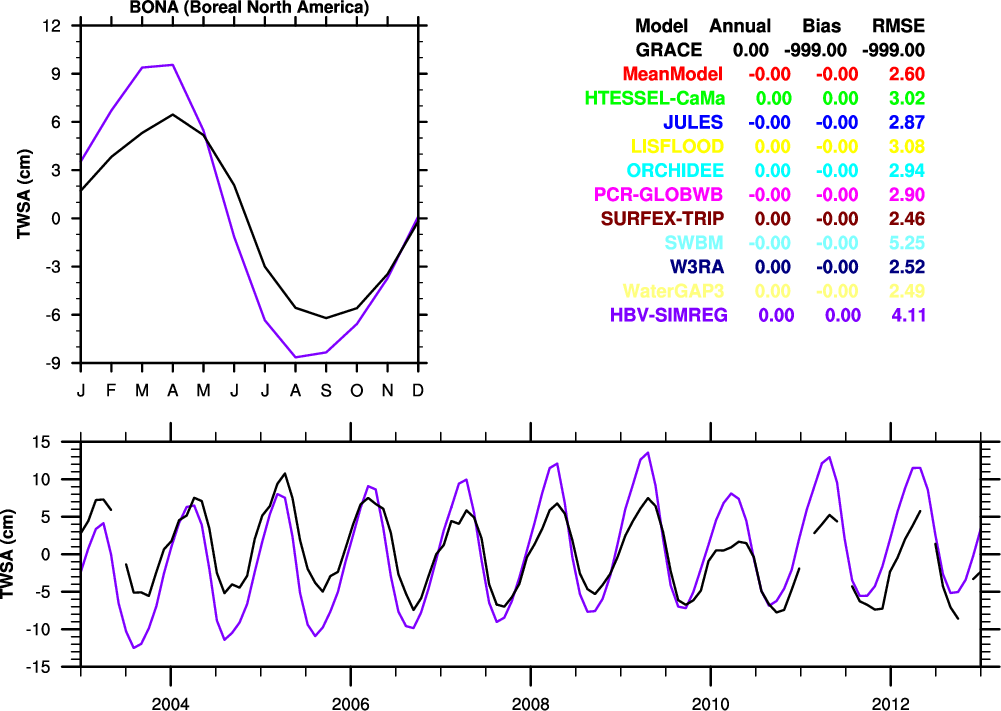 BONA (Boreal North America)
12
9
6
3
0
-3
-6
-9
TWSA (cm)
J F M A M J J A S O N D
Model Annual Bias RMSE
GRACE 0.00 -999.00 -999.00
MeanModel -0.00 -0.00 2.60
HTESSEL-CaMa 0.00 0.00 3.02
JULES -0.00 -0.00 2.87
LISFLOOD 0.00 -0.00 3.08
ORCHIDEE 0.00 -0.00 2.94
PCR-GLOBWB -0.00 -0.00 2.90
SURFEX-TRIP 0.00 -0.00 2.46
SWBM -0.00 -0.00 5.25
W3RA 0.00 -0.00 2.52
WaterGAP3 0.00 -0.00 2.49
HBV-SIMREG 0.00 0.00 4.11
15
10
5
0
-5
-10
-15
TWSA (cm)
2004 2006 2008 2010 2012